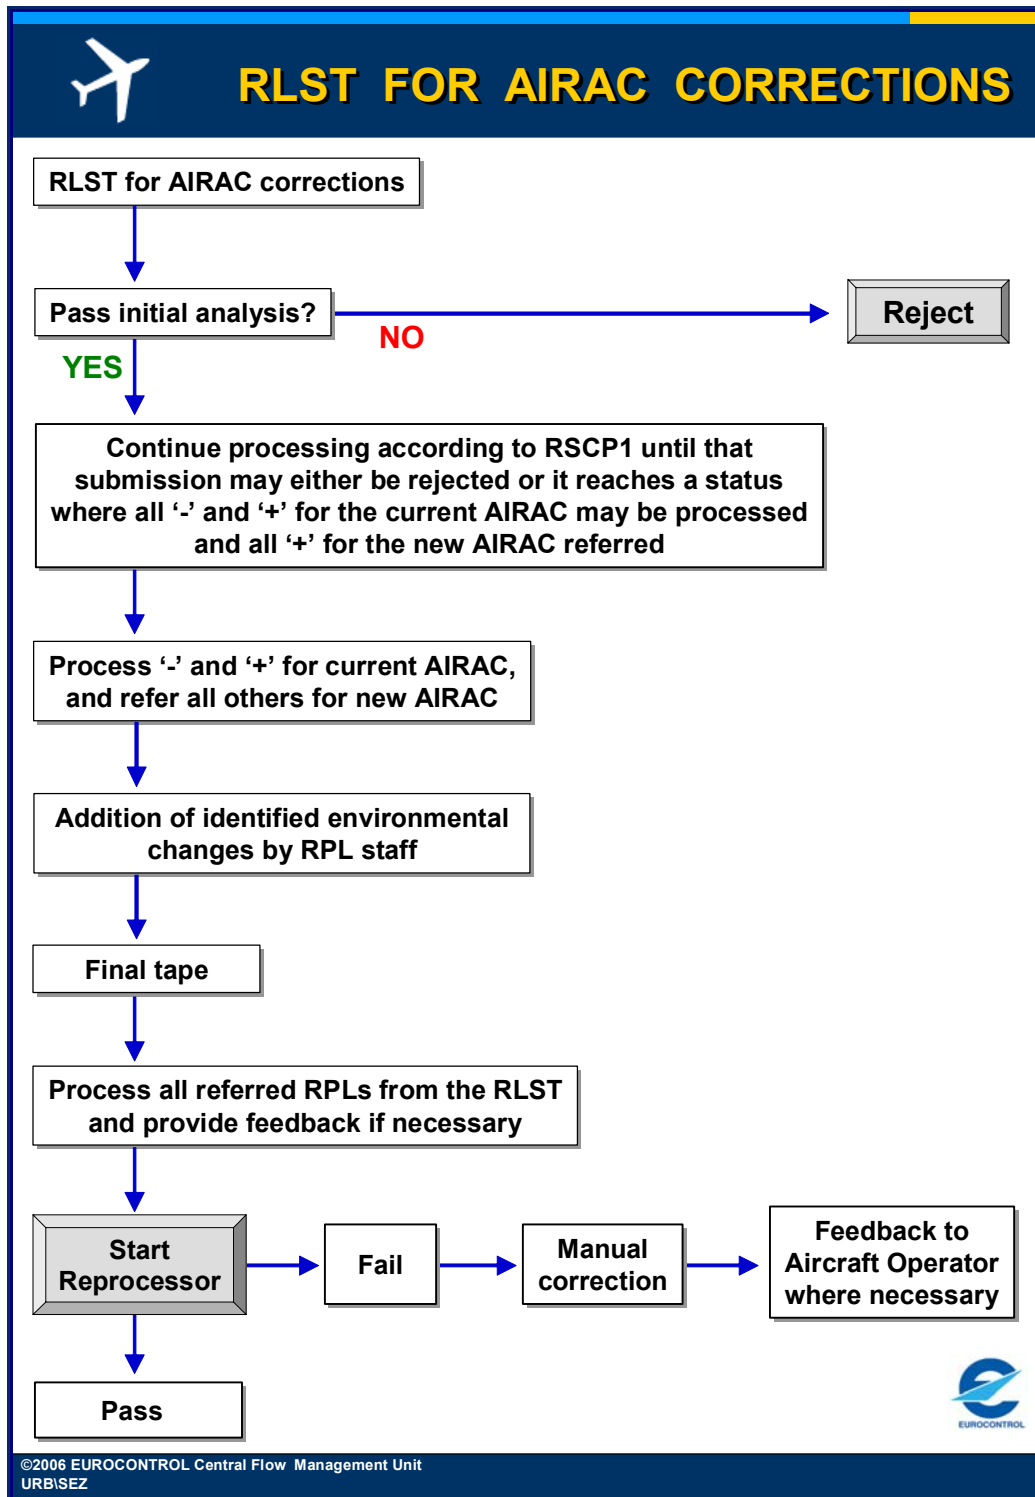 RLST FOR AIRAC CORRECTIONS
RLST for AIRAC corrections
Pass initial analysis?
NO
Reject
YES
Continue processing according to RSCP1 until that
submission may either be rejected or it reaches a status
where all ‘-’ and ‘+’ for the current AIRAC may be processed
and all ‘+’ for the new AIRAC referred
Process ‘-’ and ‘+’ for current AIRAC,
and refer all others for new AIRAC
Addition of identified environmental
changes by RPL staff
Final tape
Process all referred RPLs from the RLST
and provide feedback if necessary
Start
Reprocessor
Fail
Manual
correction
Feedback to
Aircraft Operator
where necessary
Pass
EUROCONTROL
©2006 EUROCONTROL Central Flow Management Unit
URB\SEZ